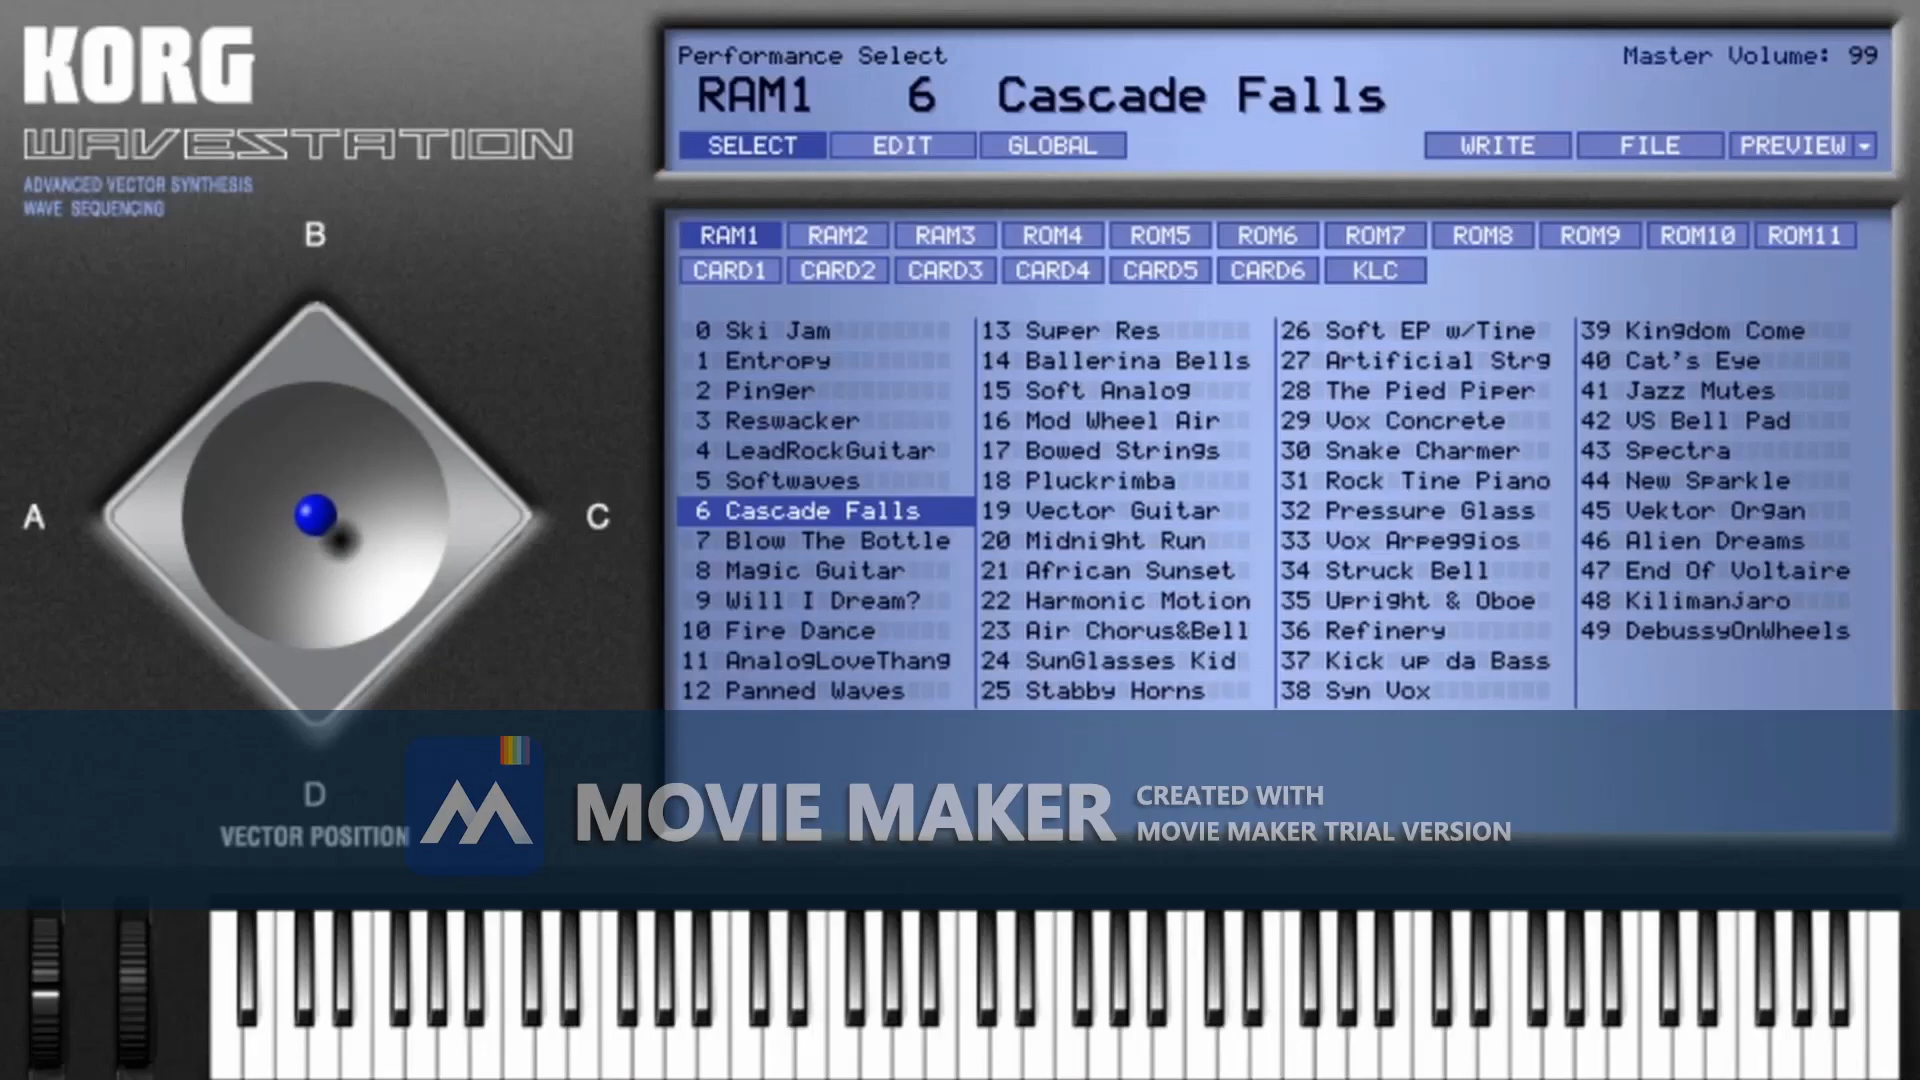 KORG
WAVESTATION
ADVANCED VECTOR SYNTHESIS
WAVE SEQUENCING
B
A
C
D
VECTOR POSITION
Performance Select
Master Volume: 99
RAM1 6 Cascade Falls
SELECT EDIT GLOBAL WRITE FILE PREVIEW
RAM1 RAM2 RAM3 ROM4 ROM5 ROM6 ROM7 ROM8 ROM9 ROM10 ROM11
CARD1 CARD2 CARD3 CARD4 CARD5 CARD6 KLC
0 Ski Jam
1 Entropy
2 Pinger
3 Reswacker
4 LeadRockGuitar
5 Softwaves
6 Cascade Falls
7 Blow The Bottle
8 Magic Guitar
9 Will I Dream?
10 Fire Dance
11 AnalogLoveThang
12 Panned Waves
13 Super Res
14 Ballerina Bells
15 Soft Analog
16 Mod Wheel Air
17 Bowed Strings
18 Pluckrimba
19 Vector Guitar
20 Midnight Run
21 African Sunset
22 Harmonic Motion
23 Air Chorus&Bell
24 SunGlasses Kid
25 Stabby Horns
26 Soft EP w/Tine
27 Artificial Strg
28 The Pied Piper
29 Vox Concrete
30 Snake Charmer
31 Rock Tine Piano
32 Pressure Glass
33 Vox Arpeggios
34 Struck Bell
35 Upright & Oboe
36 Refinery
37 Kick up da Bass
38 Syn Vox
39 Kingdom Come
40 Cat's Eye
41 Jazz Mutes
42 VS Bell Pad
43 Spectra
44 New Sparkle
45 Vektor Organ
46 Alien Dreams
47 End Of Voltaire
48 Kilimanjaro
49 DebussyOnWheels
MOVIE MAKER
CREATED WITH
MOVIE MAKER TRIAL VERSION